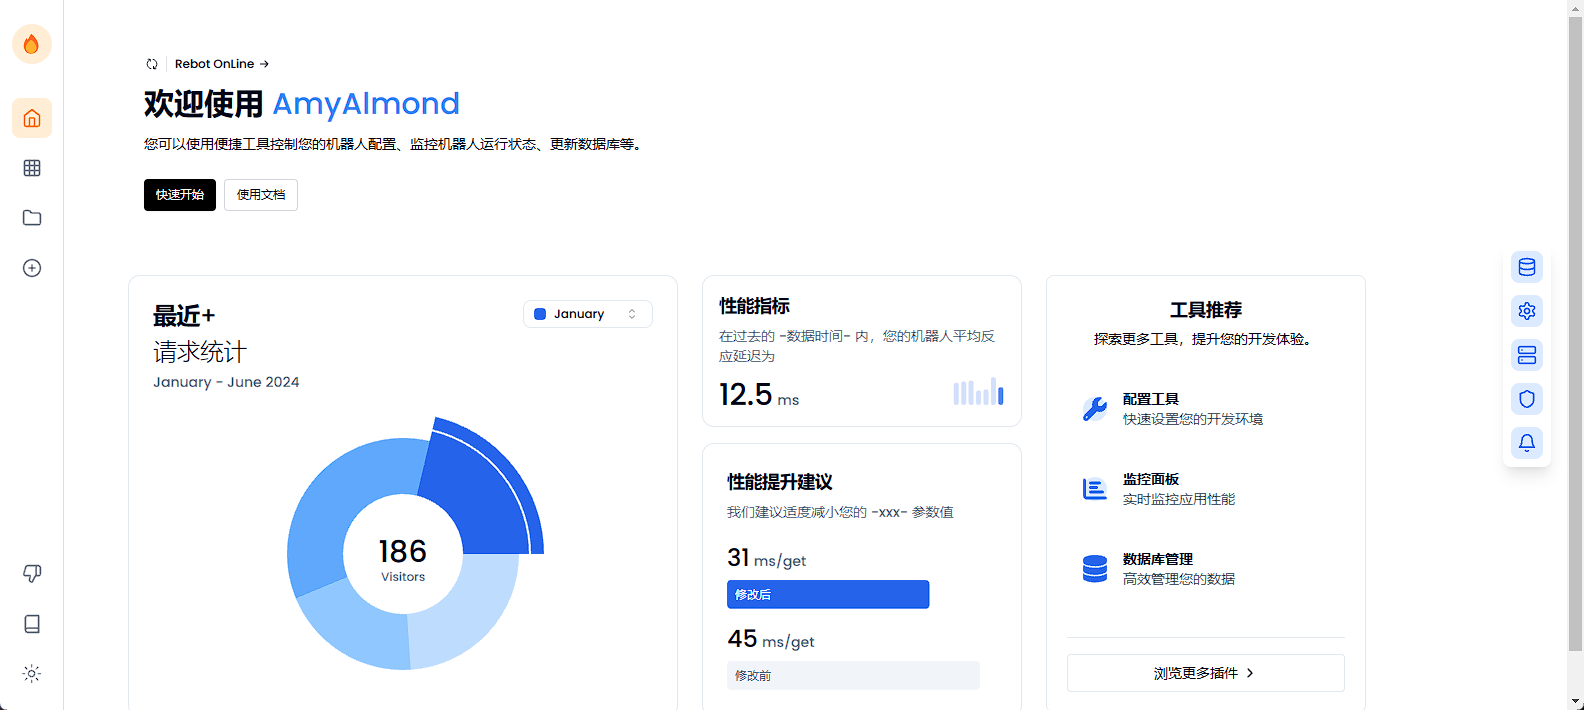 Rebot OnLine →
欢迎使用 AmyAlmond
您可以使用便捷工具控制您的机器人配置、监控机器人运行状态、更新数据库等。
快速开始
使用文档
最近+
请求统计
January - June 2024
January
186
Visitors
性能指标
在过去的 -数据时间- 内，您的机器人平均反
应延迟为
12.5 ms
性能提升建议
我们建议适度减小您的 -xxx- 参数值
31 ms/get
修改后
45 ms/get
修改前
工具推荐
探索更多工具，提升您的开发体验。
配置工具
快速设置您的开发环境
监控面板
实时监控应用性能
数据库管理
高效管理您的数据
浏览更多插件